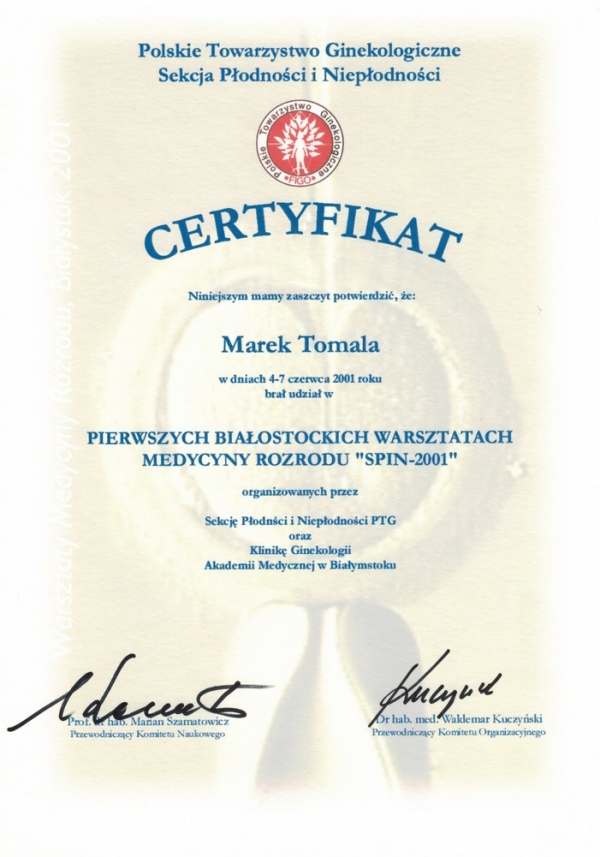 Polskie Towarzystwo Ginekologiczne
Sekcja Płodności i Niepłodności
Polskie Towarzystwo Ginekologiczne
*FIGO*
CERTYFIKAT
Niniejszym mamy zaszczyt potwierdzić, że:
Marek Tomala
w dniach 4-7 czerwca 2001 roku
brał udział w
PIERWSZYCH BIAŁOSTOCKICH WARSZTATACH
MEDYCYNY ROZRODU "SPIN-2001"
organizowanych przez
Sekcję Płodnści i Niepłodności PTG
oraz
Klinikę Ginekologii
Akademii Medycznej w Białymstoku
Prof. dr hab. Marian Szamatowicz
Przewodniczący Komitetu Naukowego
Kuczyński
Dr hab. med. Waldemar Kuczyński
Przewodniczący Komitetu Organizacyjnego
Warsztaty Medycyny Rozrodu, Białystok 2001